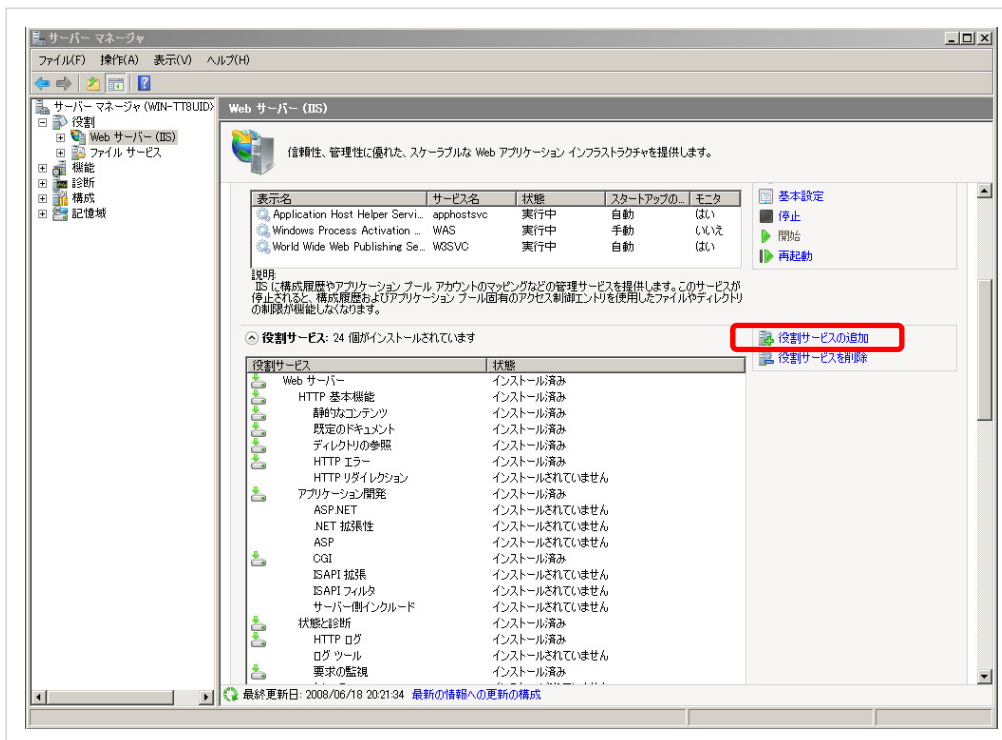 サーバー マネージャ
ファイル(F) 操作(A) 表示(V) ヘルプ(H)
サーバー マネージャ (WIN-TT8UID
役割
Web サーバー (IIS)
ファイル サービス
機能
診断
構成
記憶域
Web サーバー (IIS)
信頼性、管理性に優れた、スケーラブルな Web アプリケーション インフラストラクチャを提供します。
表示名 サービス名 状態 スタートアップの... モニタ
Application Host Helper Servi... apphostsvc 実行中 自動 はい
Windows Process Activation ... WAS 実行中 手動 いいえ
World Wide Web Publishing Se... W3SVC 実行中 自動 はい
基本設定
停止
開始
再起動
説明:
IIS に構成履歴やアプリケーション プール アカウントのマッピングなどの管理サービスを提供します。このサービスが
停止されると、構成履歴およびアプリケーション プール固有のアクセス制御エントリを使用したファイルやディレクトリ
の制限が機能しなくなります。
役割サービス: 24 個がインストールされています
役割サービスの追加
役割サービスを削除
役割サービス 状態
Web サーバー インストール済み
HTTP 基本機能 インストール済み
静的なコンテンツ インストール済み
既定のドキュメント インストール済み
ディレクトリの参照 インストール済み
HTTP エラー インストール済み
HTTP リダイレクション インストールされていません
アプリケーション開発 インストール済み
ASP.NET インストールされていません
.NET 拡張性 インストールされていません
ASP インストールされていません
CGI インストール済み
ISAPI 拡張 インストールされていません
ISAPI フィルタ インストールされていません
サーバー側インクルード インストールされていません
状態と診断 インストール済み
HTTP ログ インストール済み
ログ ツール インストールされていません
要求の監視 インストール済み
最終更新日: 2008/06/18 20:21:34 最新の情報への更新の構成